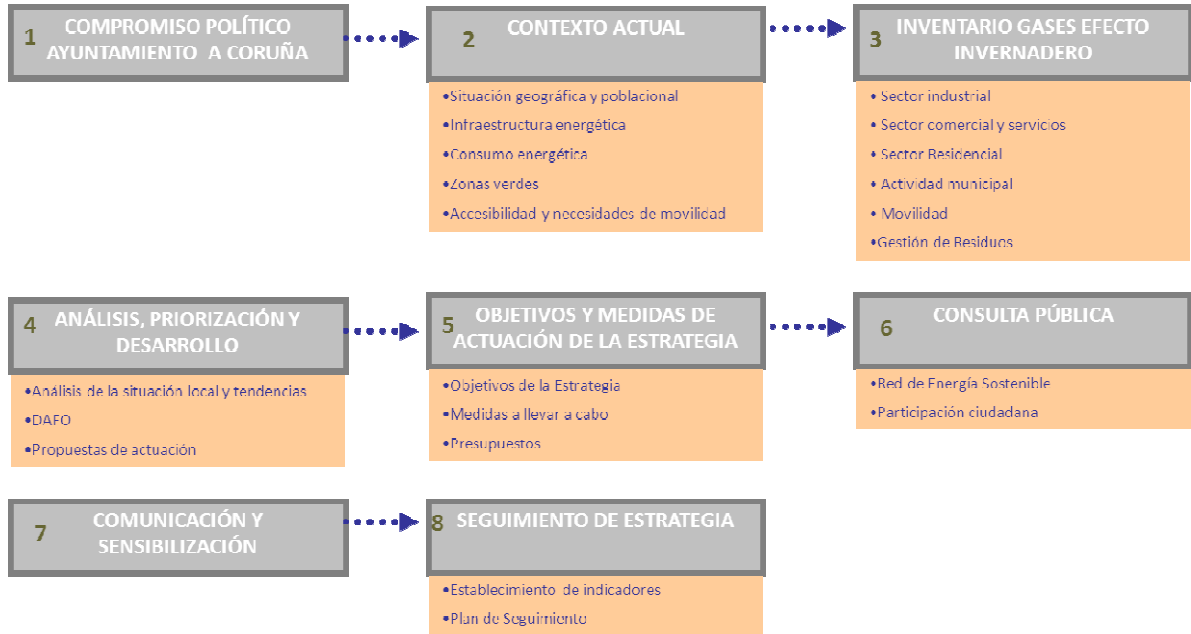 1 COMPROMISO POLÍTICO
AYUNTAMIENTO A CORUÑA
2 CONTEXTO ACTUAL
•Situación geográfica y poblacional
•Infraestructura energética
•Consumo energética
•Zonas verdes
•Accesibilidad y necesidades de movilidad
3 INVENTARIO GASES EFECTO
INVERNADERO
• Sector industrial
• Sector comercial y servicios
• Sector Residencial
• Actividad municipal
• Movilidad
•Gestión de Residuos
4 ANÁLISIS, PRIORIZACIÓN Y
DESARROLLO
•Análisis de la situación local y tendencias
•DAFO
•Propuestas de actuación
5 OBJETIVOS Y MEDIDAS DE
ACTUACIÓN DE LA ESTRATEGIA
•Objetivos de la Estrategia
•Medidas a llevar a cabo
•Presupuestos
6 CONSULTA PÚBLICA
•Red de Energía Sostenible
•Participación ciudadana
7 COMUNICACIÓN Y
SENSIBILIZACIÓN
8 SEGUIMIENTO DE ESTRATEGIA
•Establecimiento de indicadores
•Plan de Seguimiento